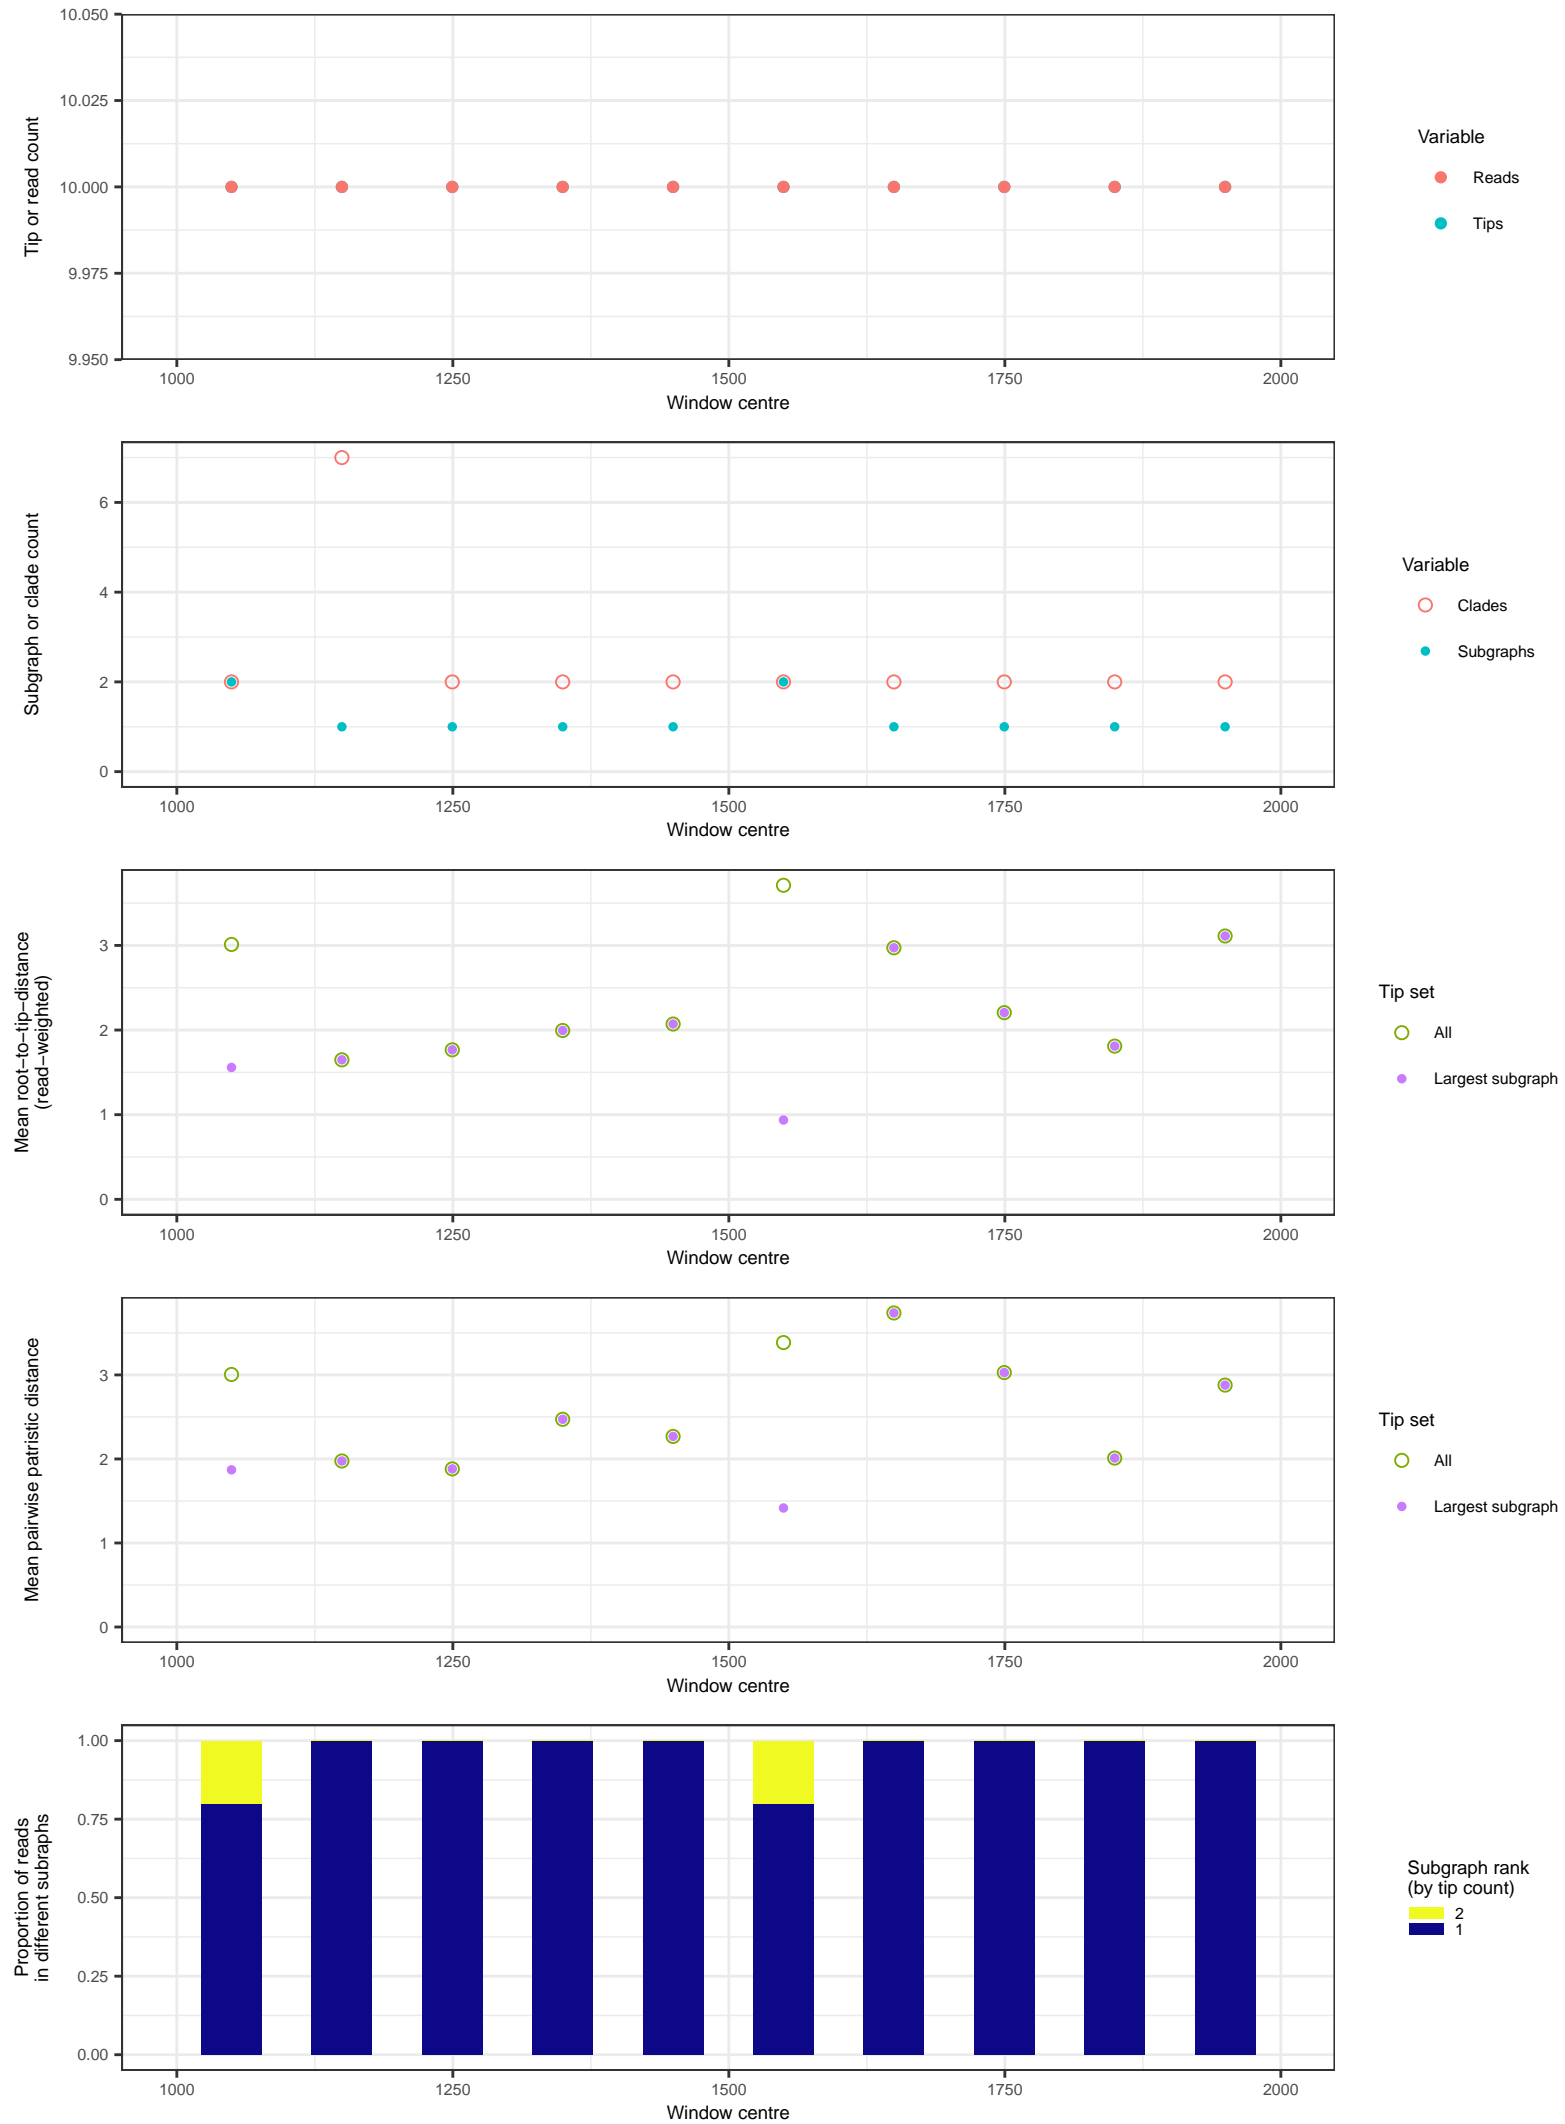 10.050
10.025
10.000
9.975
9.950
Tip or read count
1000 1250 1500 1750 2000
Window centre
Variable
Reads
Tips
6
4
2
0
Subgraph or clade count
1000 1250 1500 1750 2000
Window centre
Variable
Clades
Subgraphs
3
2
1
0
Mean root−to−tip−distance
(read−weighted)
1000 1250 1500 1750 2000
Window centre
Tip set
All
Largest subgraph
3
2
1
0
Mean pairwise patristic distance
1000 1250 1500 1750 2000
Window centre
Tip set
All
Largest subgraph
1.00
0.75
0.50
0.25
0.00
Proportion of reads
in different subraphs
1000 1250 1500 1750 2000
Window centre
Subgraph rank
(by tip count)
2
1